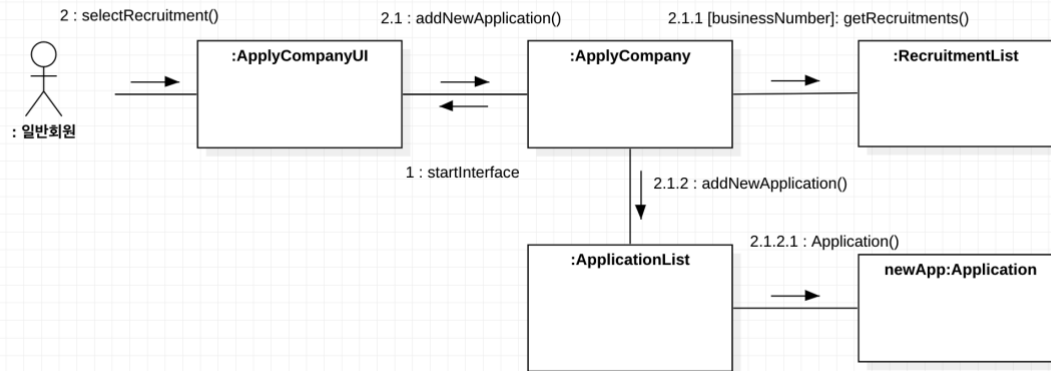 2 : selectRecruitment()
2.1 : addNewApplication()
2.1.1 [businessNumber]: getRecruitments()
:ApplyCompanyUI
:ApplyCompany
:RecruitmentList
: 일반회원
1 : startInterface
2.1.2 : addNewApplication()
2.1.2.1 : Application()
:ApplicationList
newApp:Application